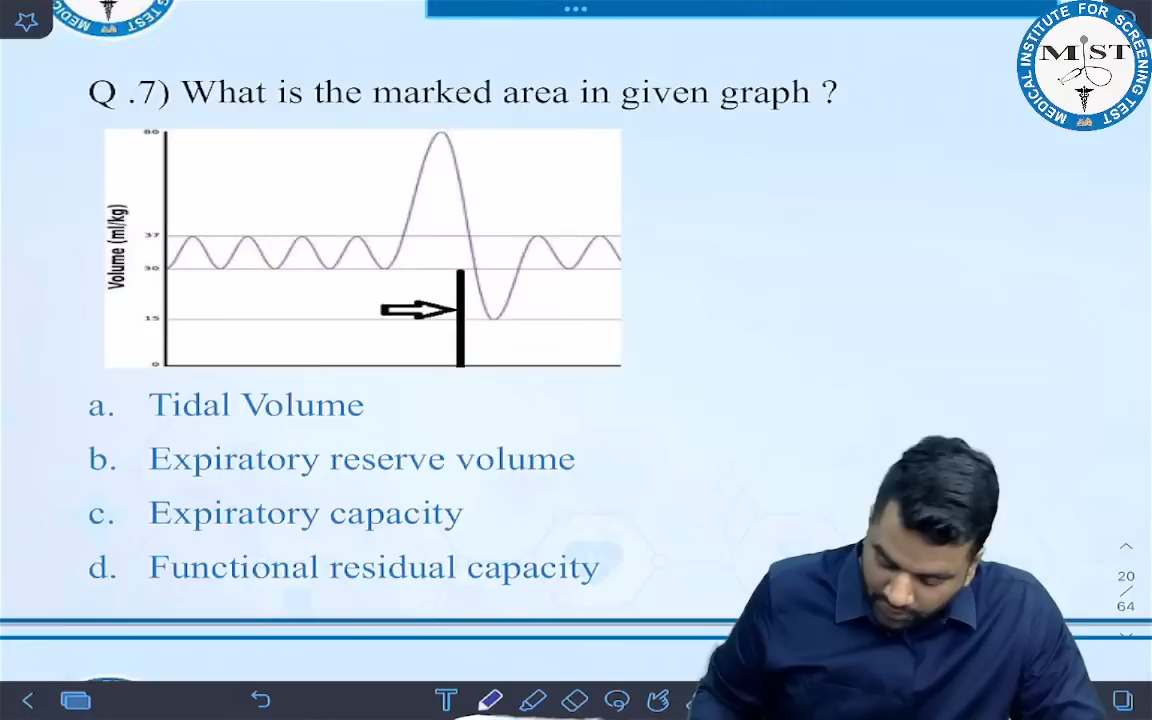 MEDICAL INSTITUTE FOR SCREENING TEST
MIST
Q .7) What is the marked area in given graph ?
Volume (ml/kg)
80
37
30
15
0
a. Tidal Volume
b. Expiratory reserve volume
c. Expiratory capacity
d. Functional residual capacity
20
/
64
T